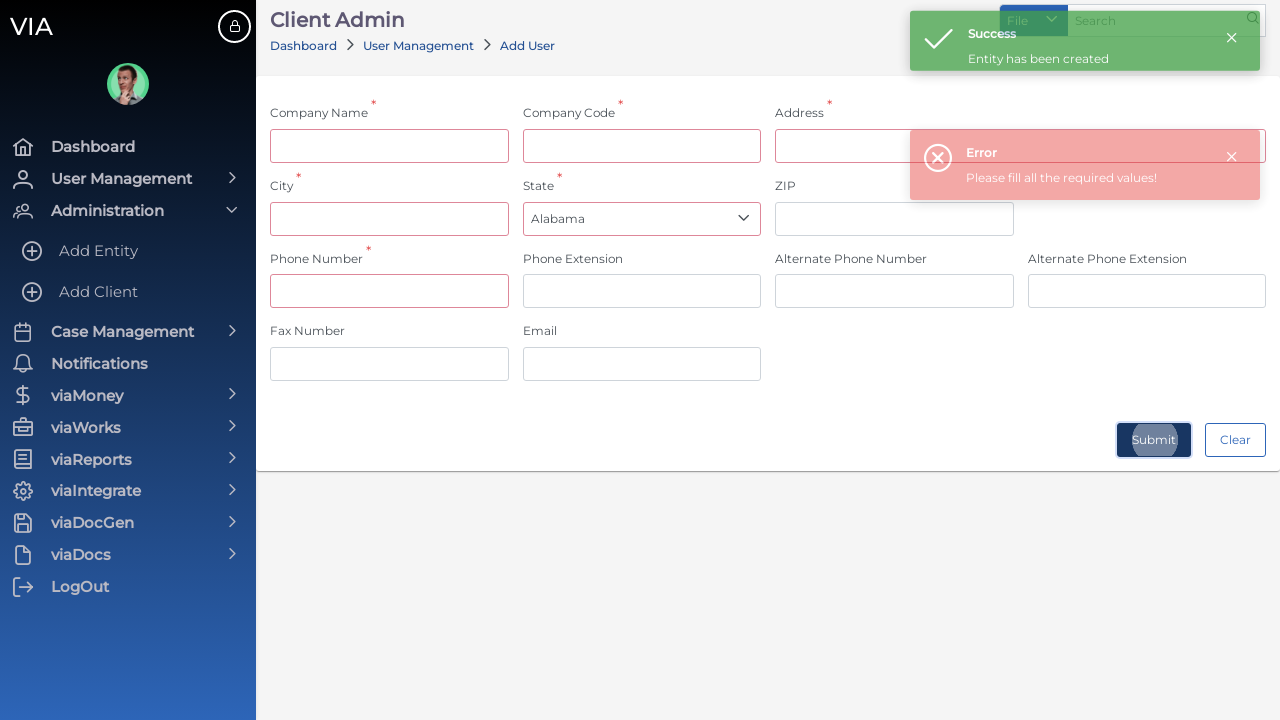 VIA
Dashboard
User Management
Administration
Add Entity
Add Client
Case Management
Notifications
viaMoney
viaWorks
viaReports
viaIntegrate
viaDocGen
viaDocs
LogOut
Client Admin
Dashboard User Management Add User
File Search
Success
Entity has been created
Error
Please fill all the required values!
Company Name * Company Code * Address *
City * State * ZIP
Alabama
Phone Number * Phone Extension Alternate Phone Number Alternate Phone Extension
Fax Number Email
Submit Clear